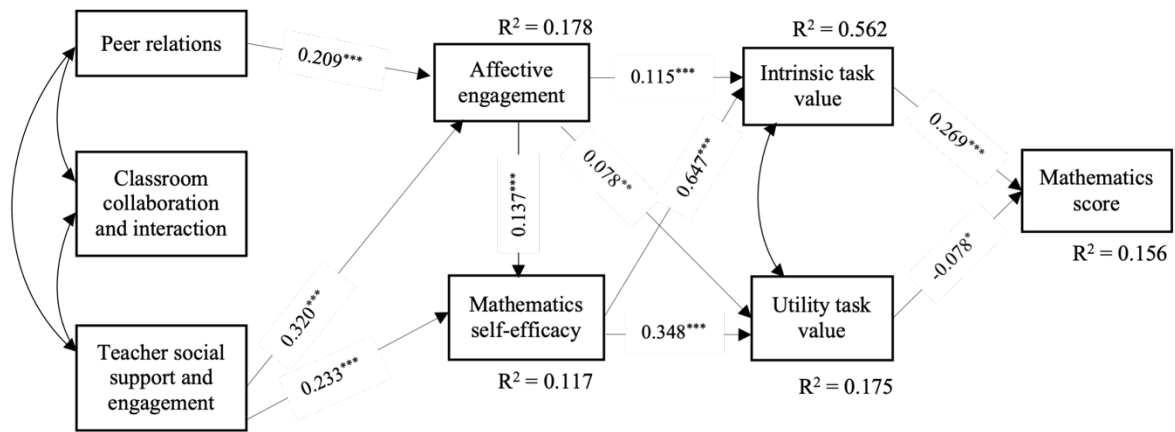 Peer relations
0.209***
R² = 0.178
Affective
engagement
0.115***
R² = 0.562
Intrinsic task
value
0.269***
Classroom
collaboration
and interaction
0.137***
0.078**
0.647***
Mathematics
score
R² = 0.156
Teacher social
support and
engagement
0.320***
0.233***
Mathematics
self-efficacy
R² = 0.117
0.348***
Utility task
value
R² = 0.175
-0.078*